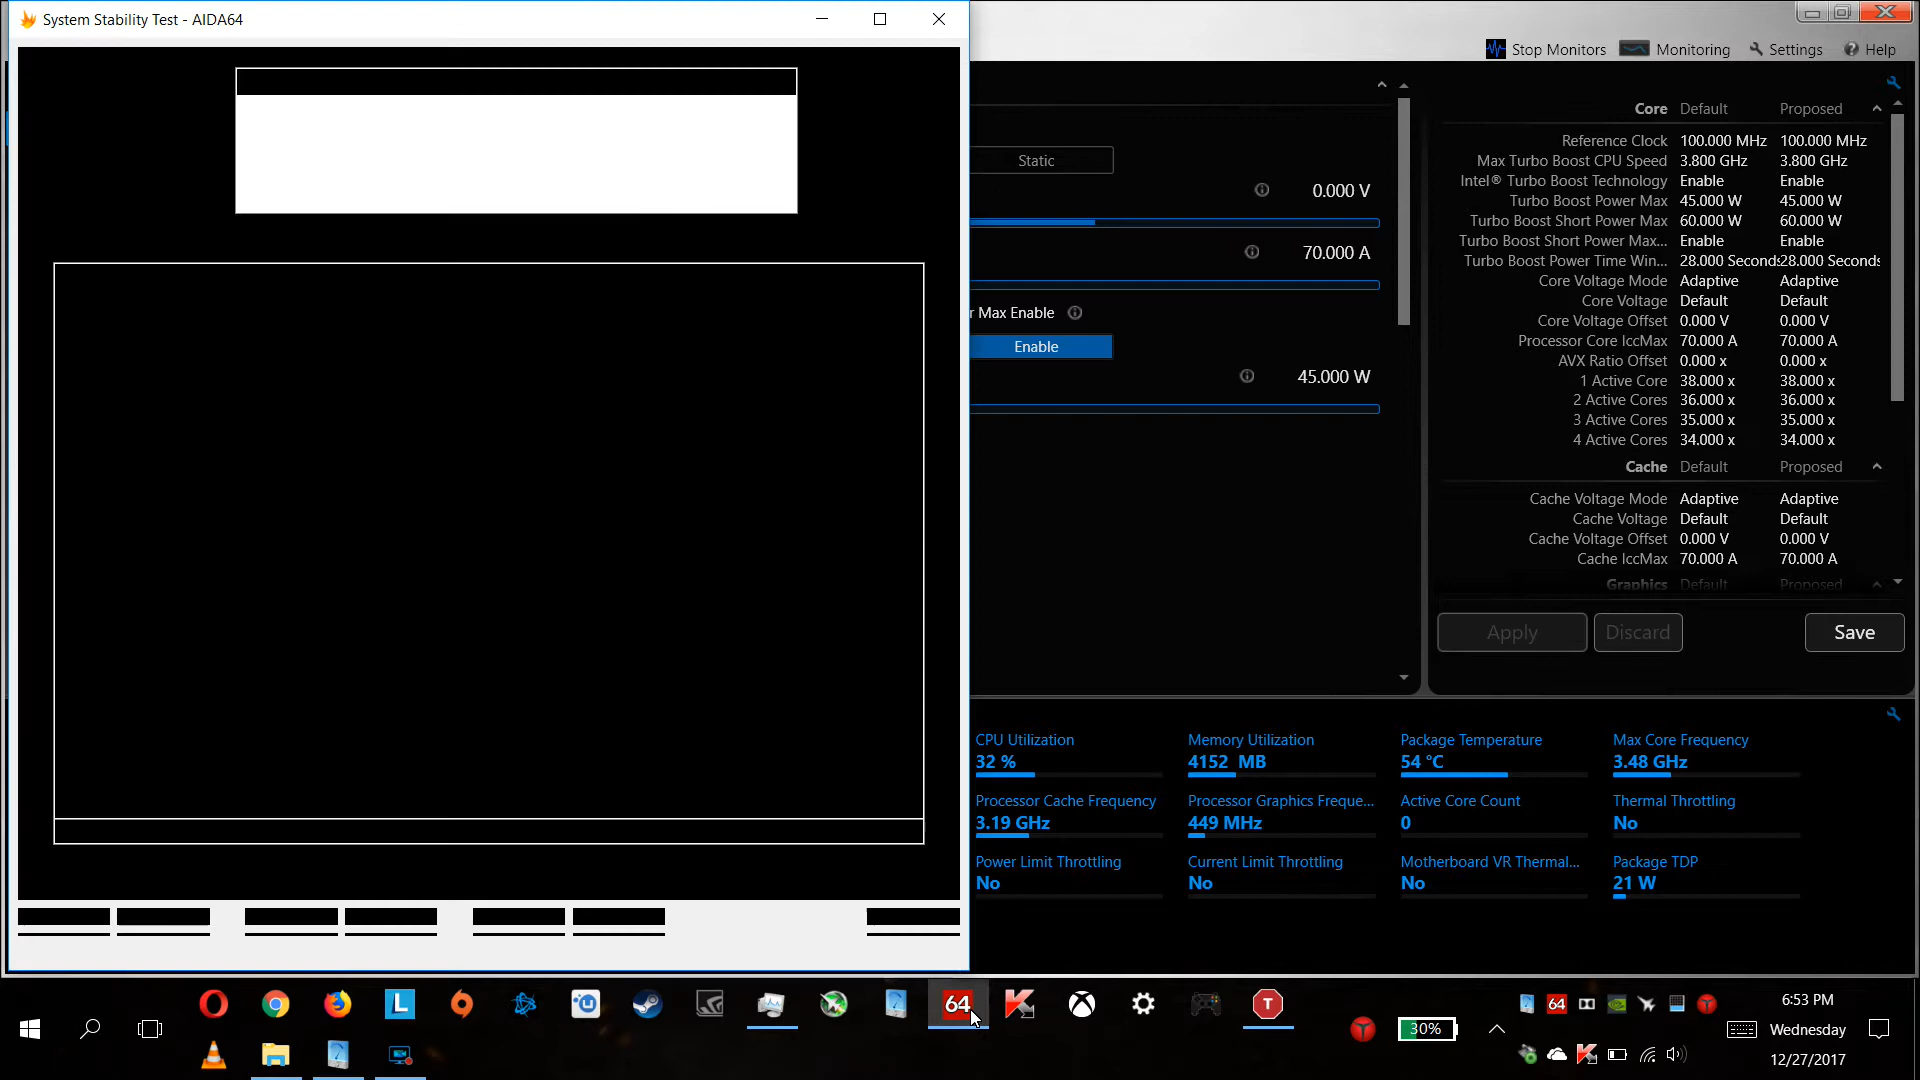 System Stability Test - AIDA64
Stop Monitors
Monitoring
Settings
Help
Static
0.000 V
70.000 A
r Max Enable
Enable
45.000 W
Core Default Proposed
Reference Clock 100.000 MHz 100.000 MHz
Max Turbo Boost CPU Speed 3.800 GHz 3.800 GHz
Intel® Turbo Boost Technology Enable Enable
Turbo Boost Power Max 45.000 W 45.000 W
Turbo Boost Short Power Max 60.000 W 60.000 W
Turbo Boost Short Power Max... Enable Enable
Turbo Boost Power Time Win... 28.000 Seconds 28.000 Seconds
Core Voltage Mode Adaptive Adaptive
Core Voltage Default Default
Core Voltage Offset 0.000 V 0.000 V
Processor Core IccMax 70.000 A 70.000 A
AVX Ratio Offset 0.000 x 0.000 x
1 Active Core 38.000 x 38.000 x
2 Active Cores 36.000 x 36.000 x
3 Active Cores 35.000 x 35.000 x
4 Active Cores 34.000 x 34.000 x
Cache Default Proposed
Cache Voltage Mode Adaptive Adaptive
Cache Voltage Default Default
Cache Voltage Offset 0.000 V 0.000 V
Cache IccMax 70.000 A 70.000 A
Graphics Default Proposed
Apply
Discard
Save
CPU Utilization
32 %
Memory Utilization
4152 MB
Package Temperature
54 °C
Max Core Frequency
3.48 GHz
Processor Cache Frequency
3.19 GHz
Processor Graphics Freque...
449 MHz
Active Core Count
0
Thermal Throttling
No
Power Limit Throttling
No
Current Limit Throttling
No
Motherboard VR Thermal...
No
Package TDP
21 W
L
64
T
30%
64
6:53 PM
Wednesday
12/27/2017